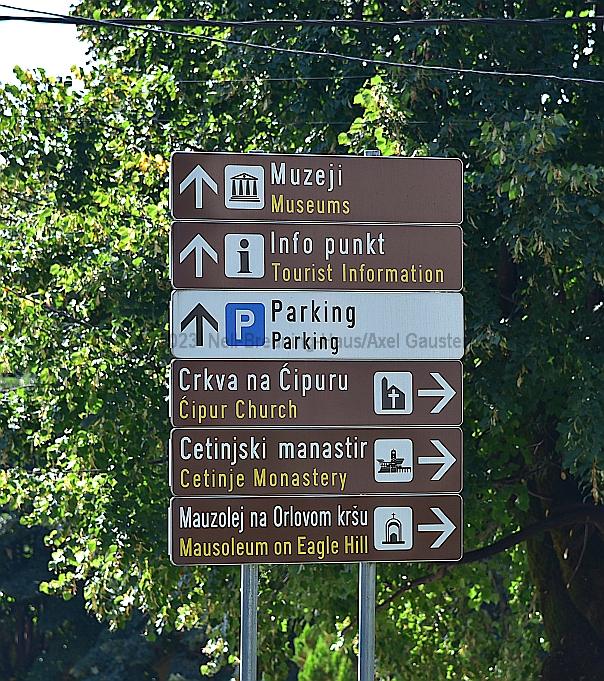 Muzeji
Museums
i Info punkt
Tourist Information
P Parking
Parking
Crkva na Ćipuru
Ćipur Church
Cetinjski manastir
Cetinje Monastery
Mauzolej na Orlovom kršu
Mausoleum on Eagle Hill